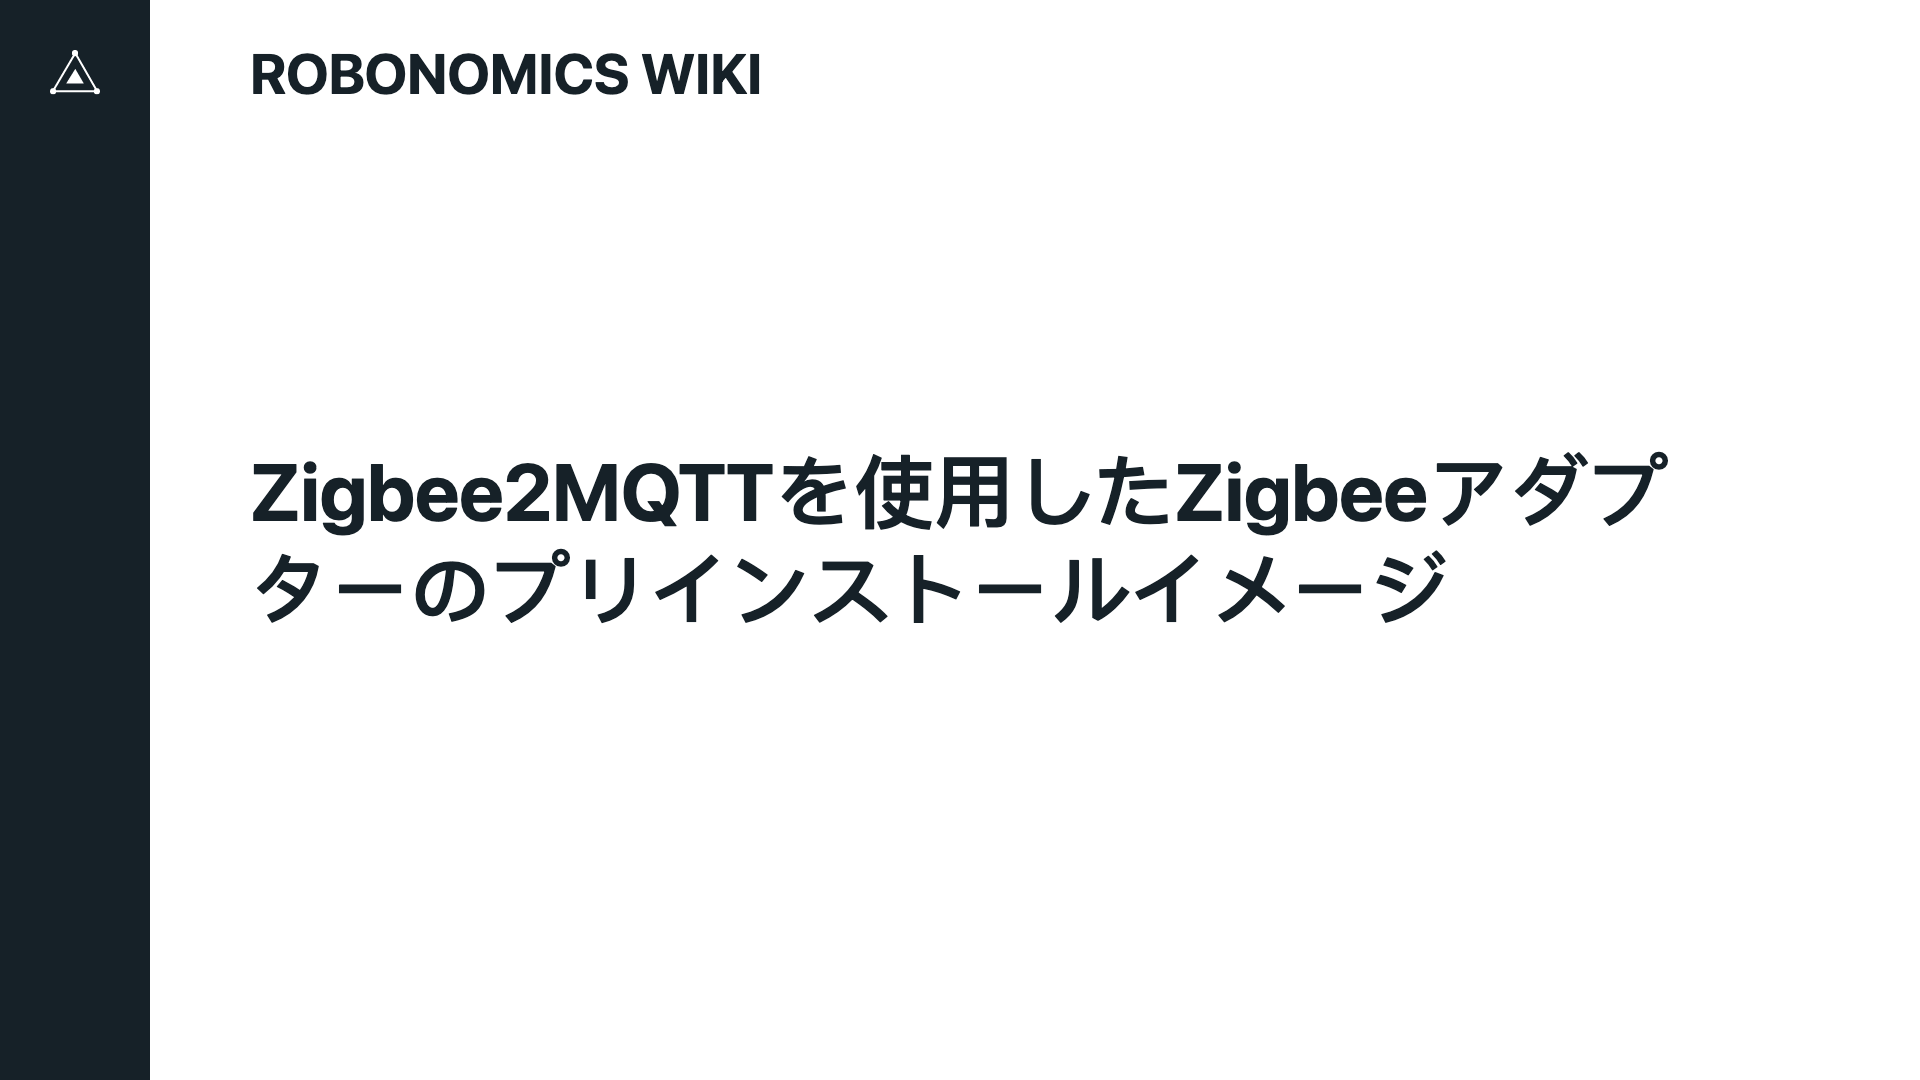 ROBONOMICS WIKI
Zigbee2MQTTを使用したZigbeeアダプ
ターのプリインストールイメージ